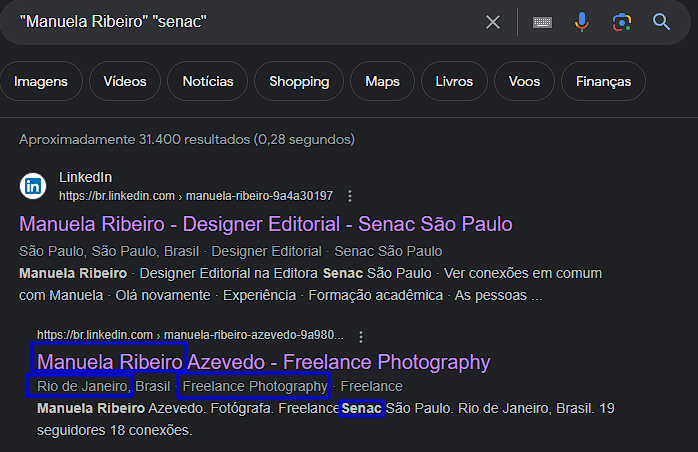 "Manuela Ribeiro" "senac"
Imagens Vídeos Notícias Shopping Maps Livros Voos Finanças
Aproximadamente 31.400 resultados (0,28 segundos)
in
LinkedIn
https://br.linkedin.com › manuela-ribeiro-9a4a30197
Manuela Ribeiro - Designer Editorial - Senac São Paulo
São Paulo, São Paulo, Brasil · Designer Editorial · Senac São Paulo
Manuela Ribeiro · Designer Editorial na Editora Senac São Paulo · Ver conexões em comum
com Manuela · Olá novamente · Experiência · Formação acadêmica · As pessoas ...
https://br.linkedin.com › manuela-ribeiro-azevedo-9a980...
Manuela Ribeiro Azevedo - Freelance Photography
Rio de Janeiro, Brasil · Freelance Photography · Freelance
Manuela Ribeiro Azevedo. Fotógrafa. Freelance Senac São Paulo. Rio de Janeiro, Brasil. 19
seguidores 18 conexões.